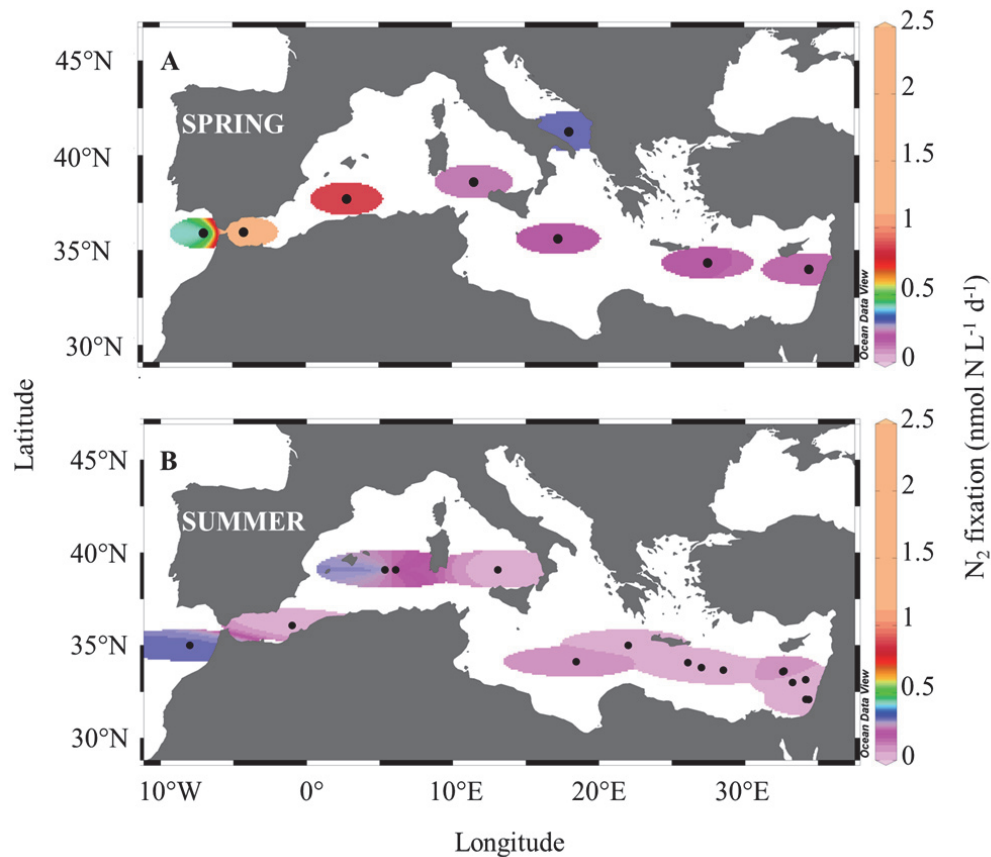 A
SPRING
45°N
40°N
35°N
30°N
Ocean Data View
2.5
2
1.5
1
0.5
0
B
SUMMER
45°N
40°N
35°N
30°N
Ocean Data View
2.5
2
1.5
1
0.5
0
10°W 0° 10°E 20°E 30°E
Latitude
Longitude
N₂ fixation (nmol N L⁻¹ d⁻¹)